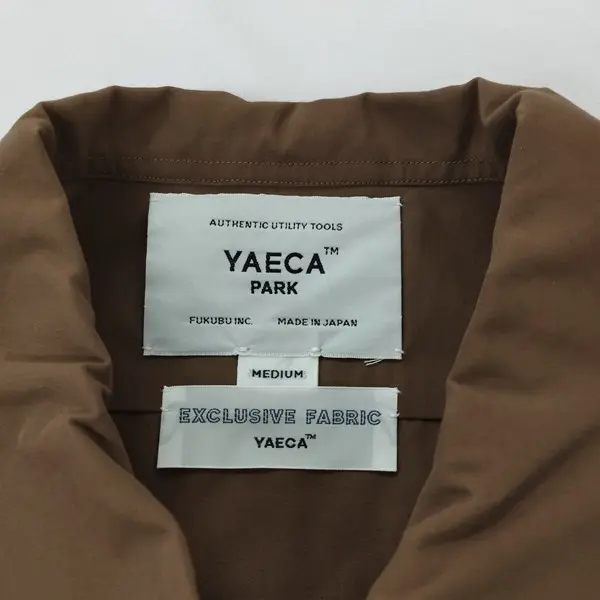 AUTHENTIC UTILITY TOOLS
YAECA™
PARK
FUKUBU INC. MADE IN JAPAN
MEDIUM
EXCLUSIVE FABRIC
YAECA™